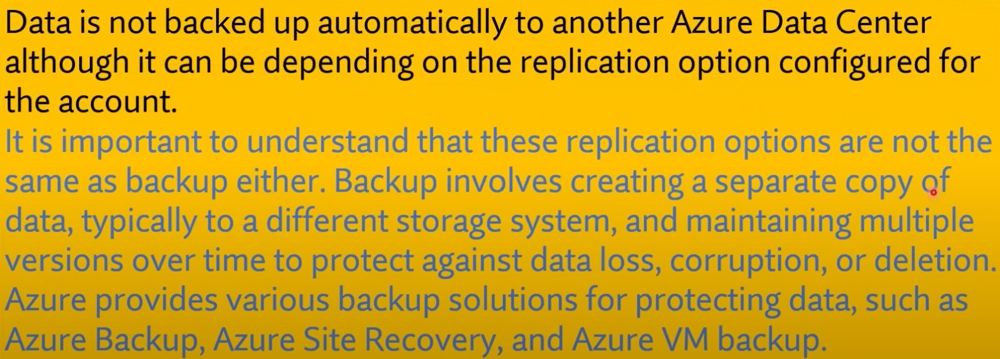 Data is not backed up automatically to another Azure Data Center
although it can be depending on the replication option configured for
the account.
It is important to understand that these replication options are not the
same as backup either. Backup involves creating a separate copy of
data, typically to a different storage system, and maintaining multiple
versions over time to protect against data loss, corruption, or deletion.
Azure provides various backup solutions for protecting data, such as
Azure Backup, Azure Site Recovery, and Azure VM backup.